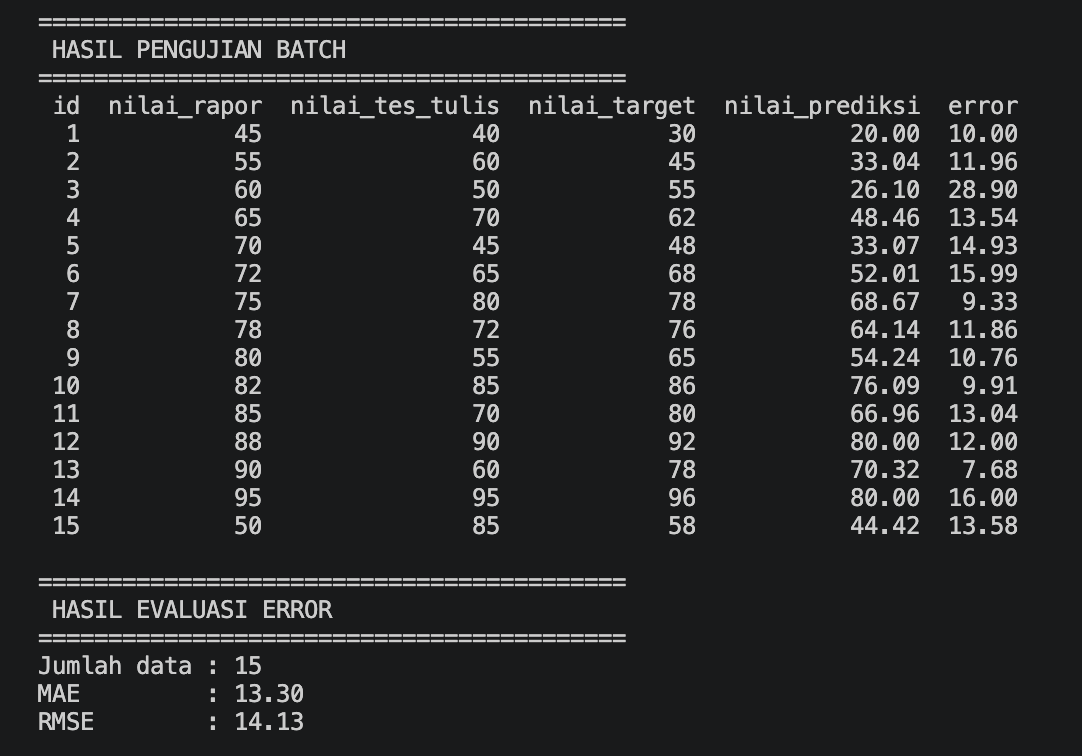 ==========================================
HASIL PENGUJIAN BATCH
==========================================
id nilai_rapor nilai_tes_tulis nilai_target nilai_prediksi error
1 45 40 30 20.00 10.00
2 55 60 45 33.04 11.96
3 60 50 55 26.10 28.90
4 65 70 62 48.46 13.54
5 70 45 48 33.07 14.93
6 72 65 68 52.01 15.99
7 75 80 78 68.67 9.33
8 78 72 76 64.14 11.86
9 80 55 65 54.24 10.76
10 82 85 86 76.09 9.91
11 85 70 80 66.96 13.04
12 88 90 92 80.00 12.00
13 90 60 78 70.32 7.68
14 95 95 96 80.00 16.00
15 50 85 58 44.42 13.58
==========================================
HASIL EVALUASI ERROR
==========================================
Jumlah data : 15
MAE : 13.30
RMSE : 14.13